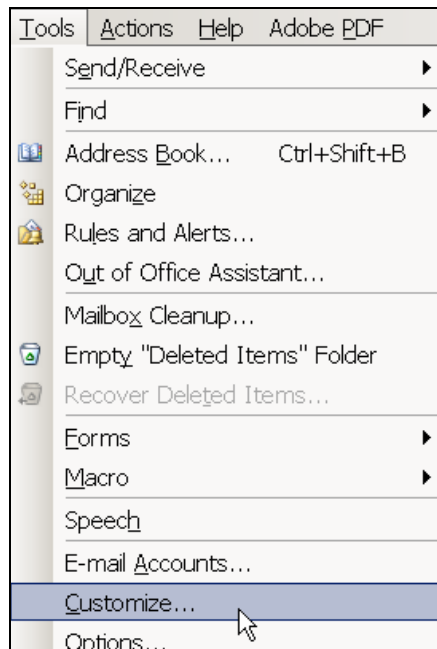 Tools Actions Help Adobe PDF
Send/Receive
Find
Address Book... Ctrl+Shift+B
Organize
Rules and Alerts...
Out of Office Assistant...
Mailbox Cleanup...
Empty "Deleted Items" Folder
Recover Deleted Items...
Forms
Macro
Speech
E-mail Accounts...
Customize...
Options...